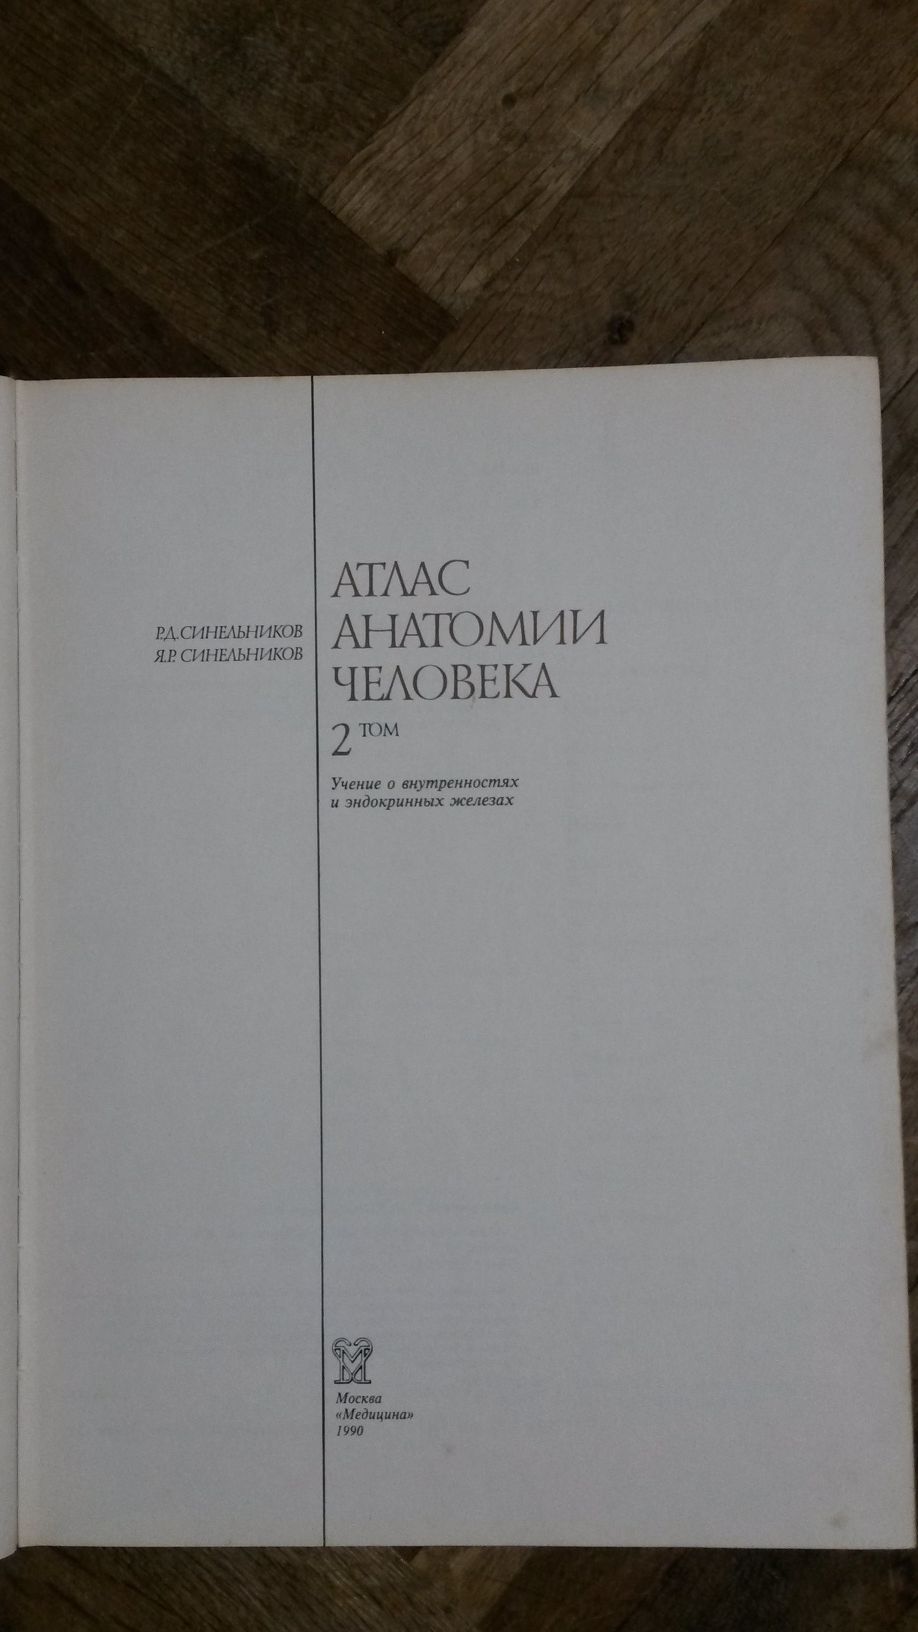 Р.Д.СИНЕЛЬНИКОВ
Я.Р. СИНЕЛЬНИКОВ
АТЛАС
АНАТОМИИ
ЧЕЛОВЕКА
2 ТОМ
Учение о внутренностях
и эндокринных железах
Москва
«Медицина»
1990